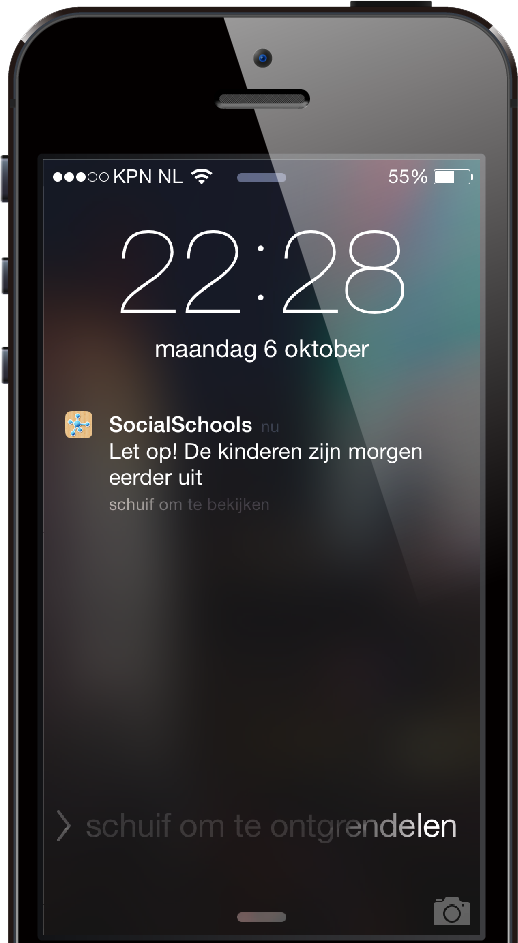 KPN NL 55%
22:28
maandag 6 oktober
SocialSchools nu
Let op! De kinderen zijn morgen
eerder uit
schuif om te bekijken
schuif om te ontgrendelen